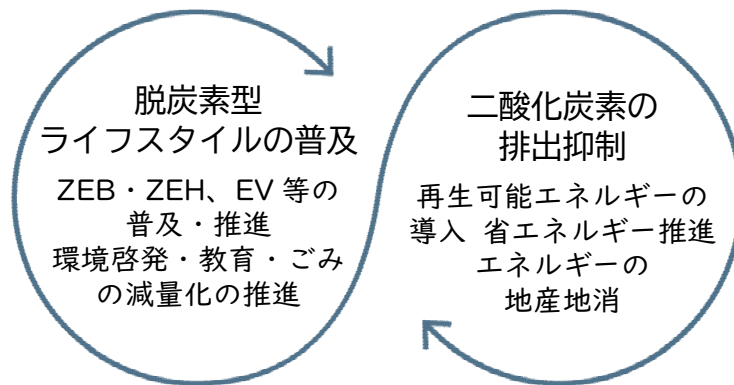 脱炭素型
ライフスタイルの普及
ZEB・ZEH、EV 等の
普及・推進
環境啓発・教育・ごみ
の減量化の推進
二酸化炭素の
排出抑制
再生可能エネルギーの
導入 省エネルギー推進
エネルギーの
地産地消